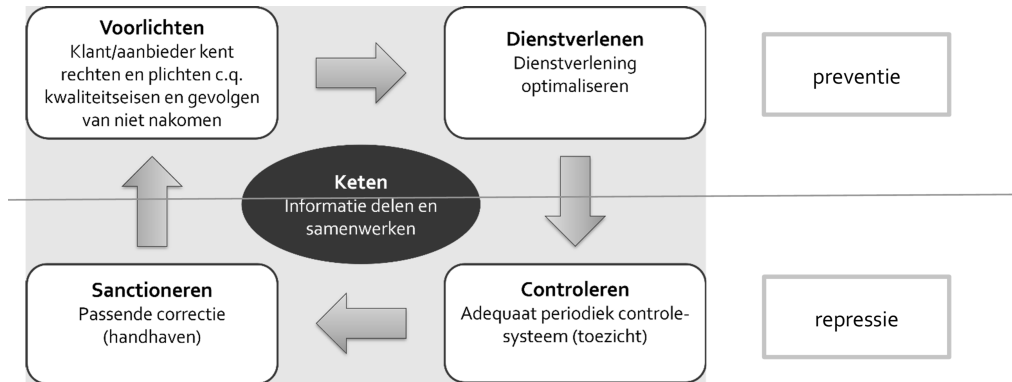 Voorlichten
Klant/aanbieder kent
rechten en plichten c.q.
kwaliteitseisen en gevolgen
van niet nakomen
Dienstverlenen
Dienstverlening
optimaliseren
preventie
Keten
Informatie delen en
samenwerken
Sanctioneren
Passende correctie
(handhaven)
Controleren
Adequaat periodiek controle-
systeem (toezicht)
repressie